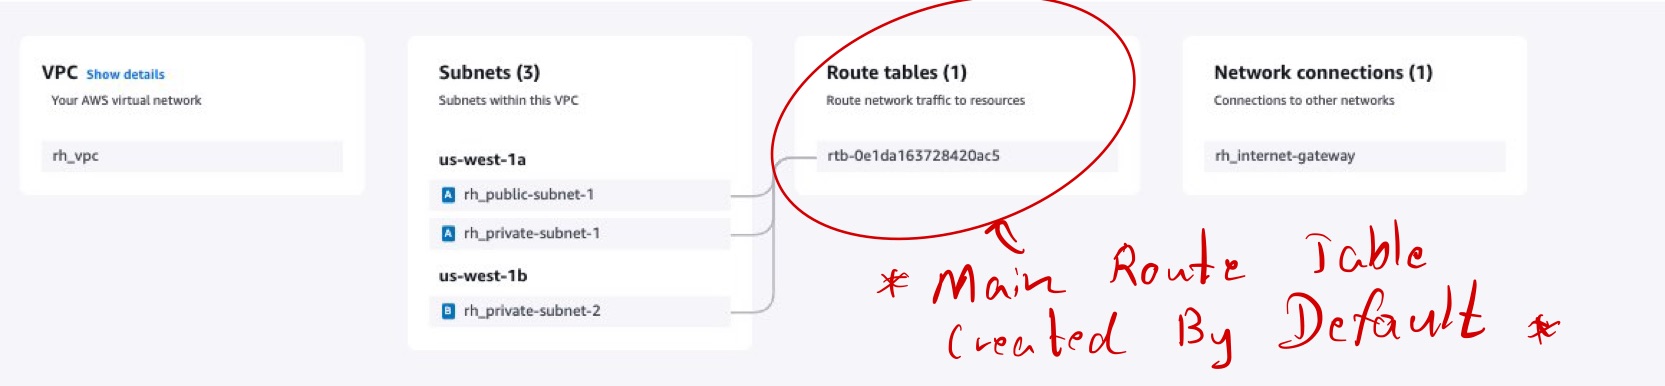 VPC Show details
Your AWS virtual network
rh_vpc
Subnets (3)
Subnets within this VPC
us-west-1a
A rh_public-subnet-1
A rh_private-subnet-1
us-west-1b
B rh_private-subnet-2
Route tables (1)
Route network traffic to resources
rtb-0e1da163728420ac5
Network connections (1)
Connections to other networks
rh_internet-gateway
* Main Route Table
Created By Default *